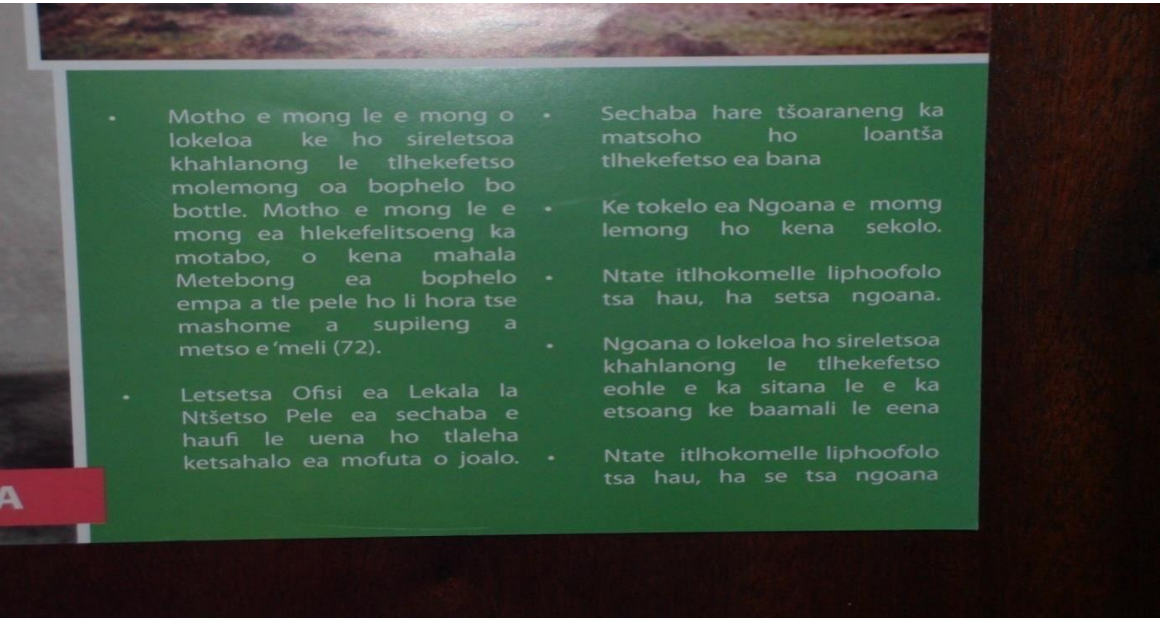 Motho e mong le e mong o
lokeloa ke ho sireletsoa
khahlanong le tlhekefetso
molemong oa bophelo bo
bottle. Motho e mong le e
mong ea hlekefelitsoeng ka
motabo, o kena mahala
Metebong ea bophelo
empa a tle pele ho li hora tse
mashome a supileng a
metso e ‘meli (72).
Letsetsa Ofisi ea Lekala la
Ntšetso Pele ea sechaba e
haufi le uena ho tlaleha
ketsahalo ea mofuta o joalo.
Sechaba hare tšoaraneng ka
matsoho ho loantša
tlhekefetso ea bana
Ke tokelo ea Ngoana e momg
lemong ho kena sekolo.
Ntate itlhokomelle liphoofolo
tsa hau, ha setsa ngoana.
Ngoana o lokeloa ho sireletsoa
khahlanong le tlhekefetso
eohle e ka sitana le e ka
etsoang ke baamali le eena
Ntate itlhokomelle liphoofolo
tsa hau, ha se tsa ngoana
A